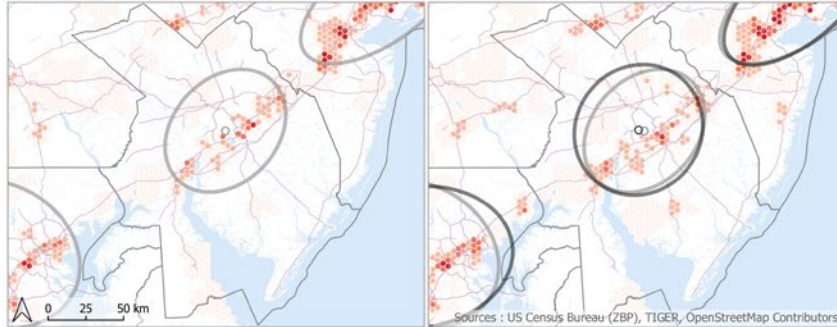 0 25 50 km
Sources : US Census Bureau (ZBP), TIGER, OpenStreetMap Contributors